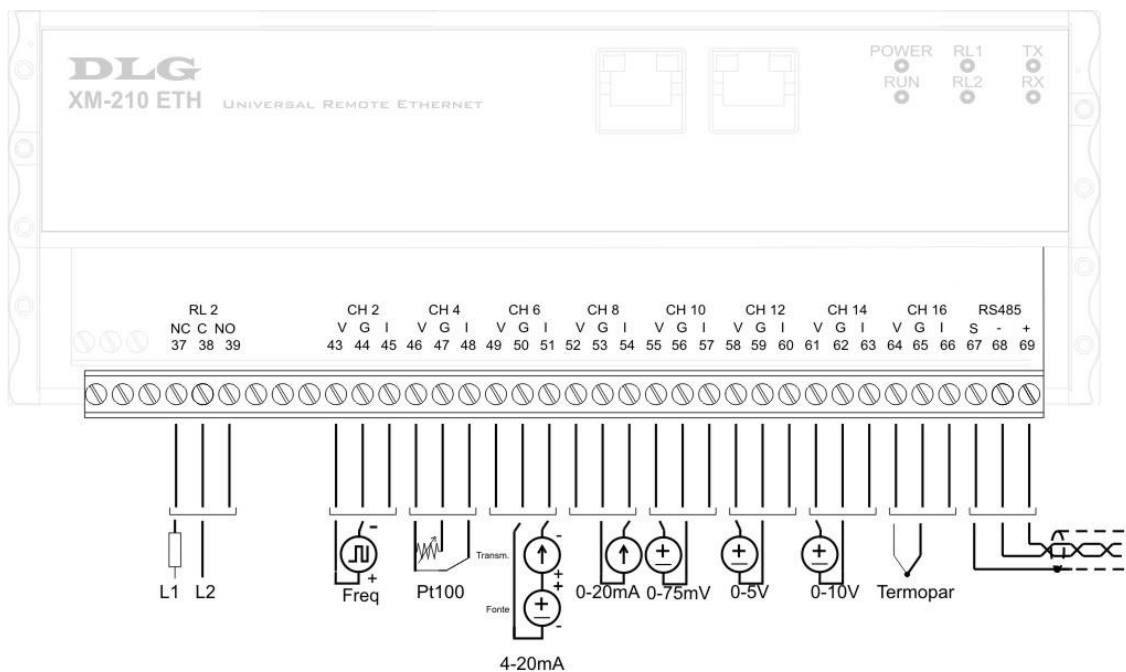 DLG
XM-210 ETH UNIVERSAL REMOTE ETHERNET
POWER RL1 TX
RUN RL2 RX
RL 2 CH 2 CH 4 CH 6 CH 8 CH 10 CH 12 CH 14 CH 16 RS485
NC C NO V G I V G I V G I V G I V G I V G I V G I V G I S - +
37 38 39 43 44 45 46 47 48 49 50 51 52 53 54 55 56 57 58 59 60 61 62 63 64 65 66 67 68 69
Transm.
L1 L2 Freq Pt100 0-20mA 0-75mV 0-5V 0-10V Termopar
Fonte
4-20mA